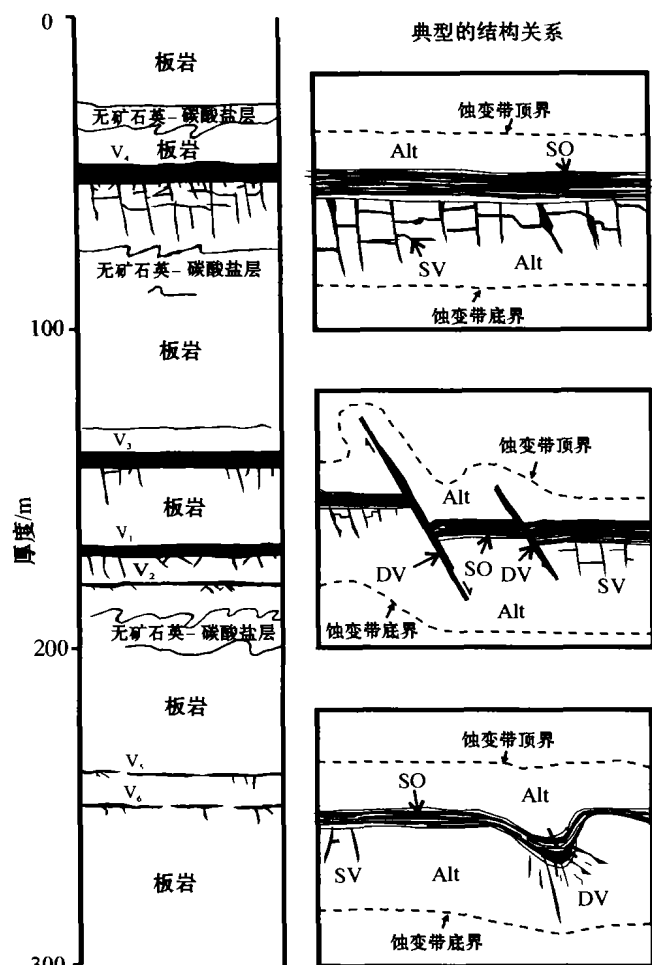 0
板岩
无矿石英-碳酸盐层
V4
板岩
无矿石英-碳酸盐层
100
板岩
V3
板岩
V1
V2
无矿石英-碳酸盐层
200
板岩
V5
V6
板岩
300
厚度/m
典型的结构关系
蚀变带顶界
Alt
SO
SV
Alt
蚀变带底界
蚀变带顶界
Alt
DV
SO
DV
SV
蚀变带底界
Alt
蚀变带顶界
SO
Alt
SV
Alt
DV
蚀变带底界